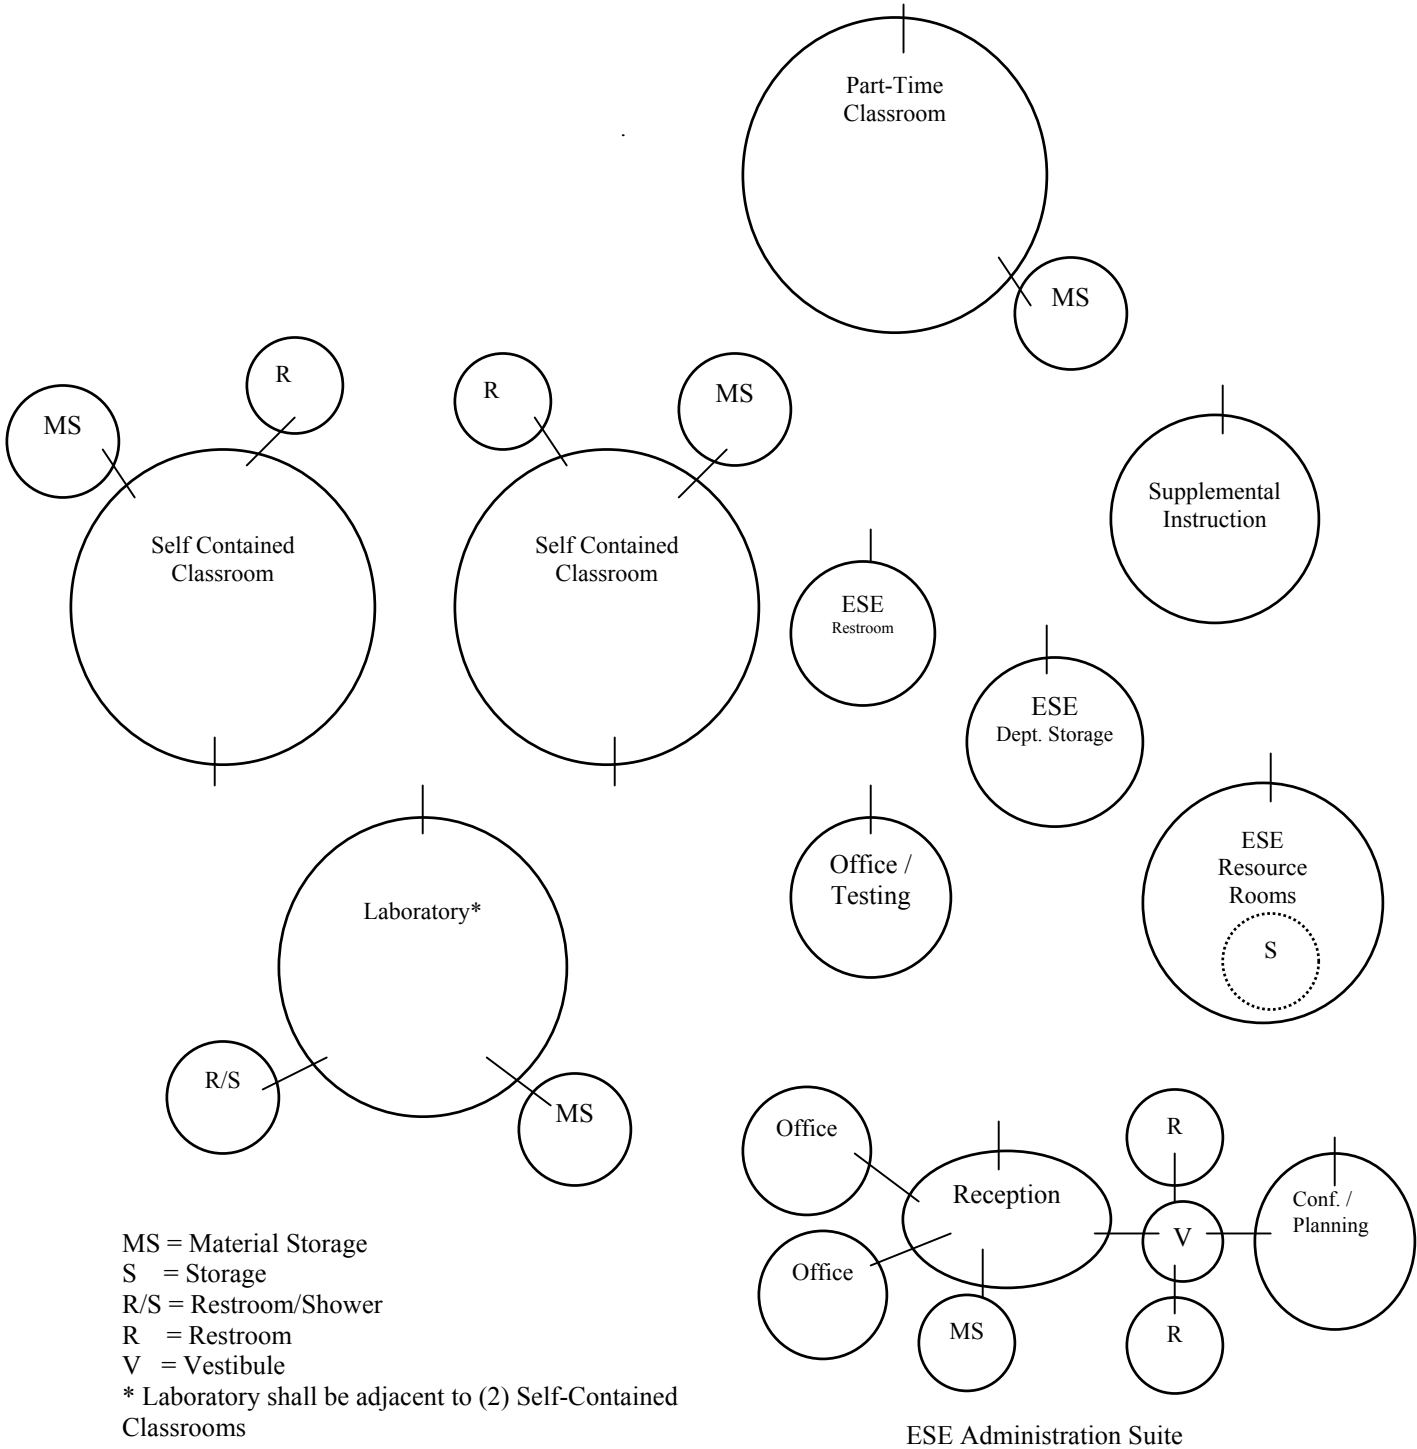 Part-Time
Classroom
MS
R
R
MS
MS
Supplemental
Instruction
Self Contained
Classroom
Self Contained
Classroom
ESE
Restroom
ESE
Dept. Storage
ESE
Resource
Rooms
S
Office /
Testing
Laboratory*
R/S
MS
Office
Reception
R
Conf. /
Planning
V
Office
MS
R
MS = Material Storage
S = Storage
R/S = Restroom/Shower
R = Restroom
V = Vestibule
* Laboratory shall be adjacent to (2) Self-Contained
Classrooms
ESE Administration Suite